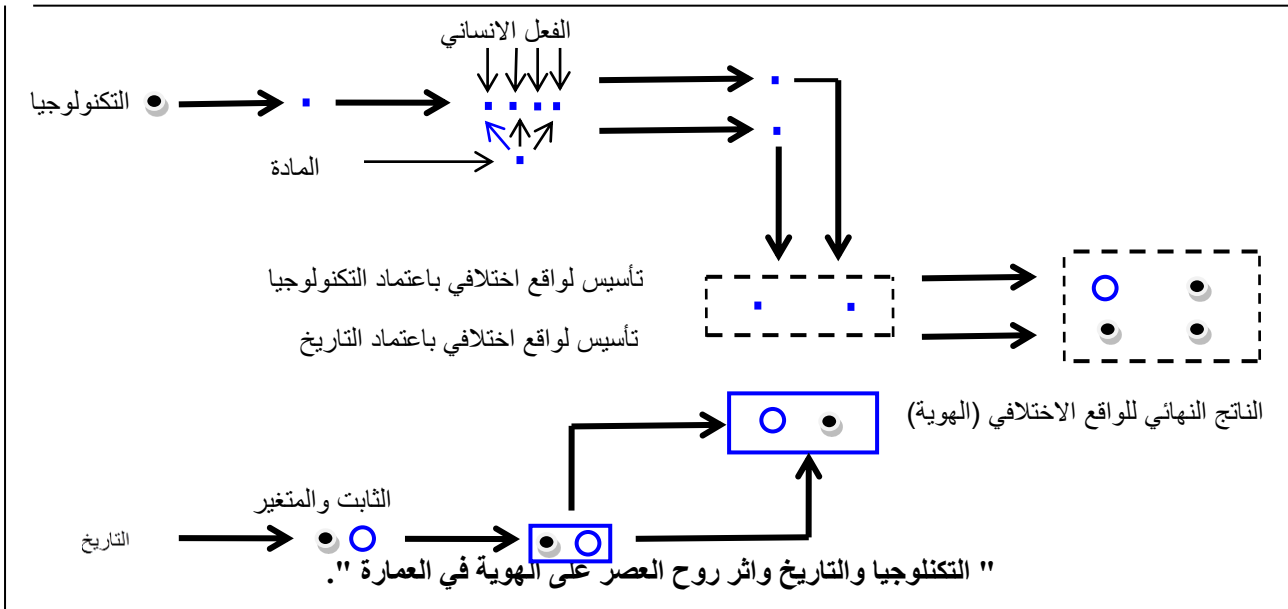 الفعل الانساني
التكنولوجيا
المادة
تأسيس لواقع اختلافي باعتماد التكنولوجيا
تأسيس لواقع اختلافي باعتماد التاريخ
الناتج النهائي للواقع الاختلافي (الهوية)
الثابت والمتغير
التاريخ
" التكنلوجيا والتاريخ واثر روح العصر على الهوية في العمارة ".